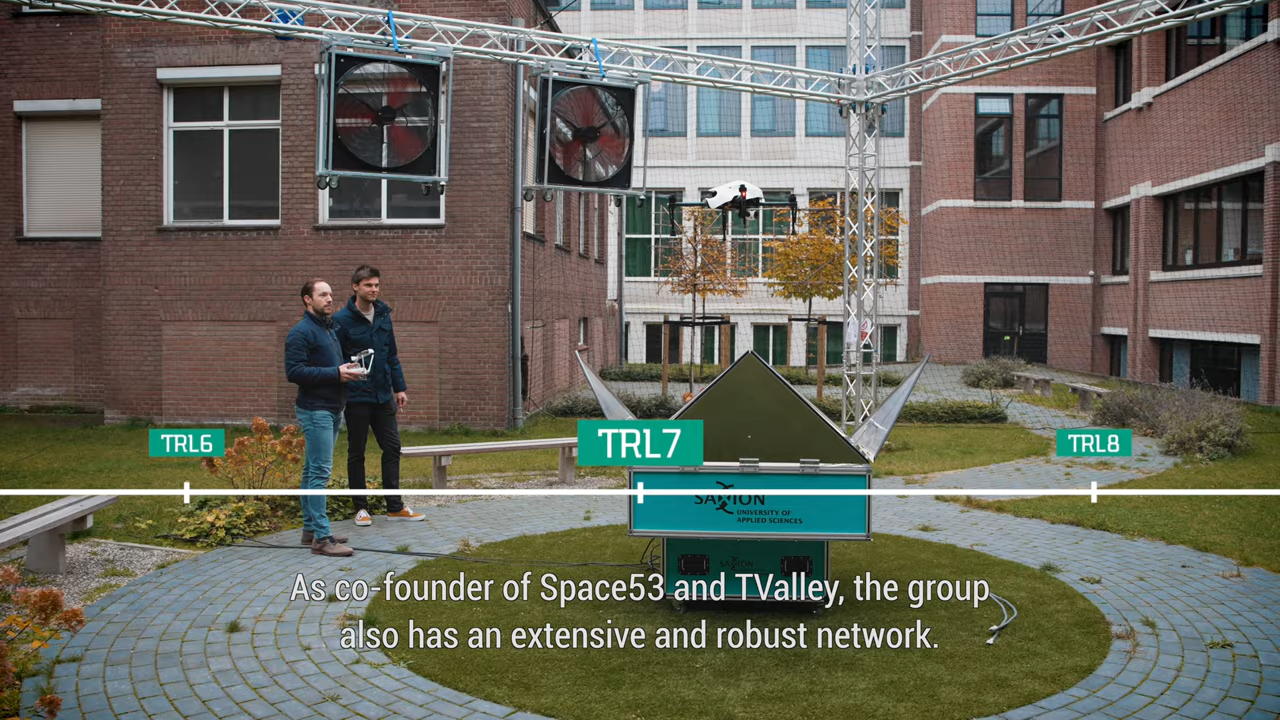 TRL6
TRL7
TRL8
SAXION
UNIVERSITY OF
APPLIED SCIENCES
As co-founder of Space53 and TValley, the group
also has an extensive and robust network.